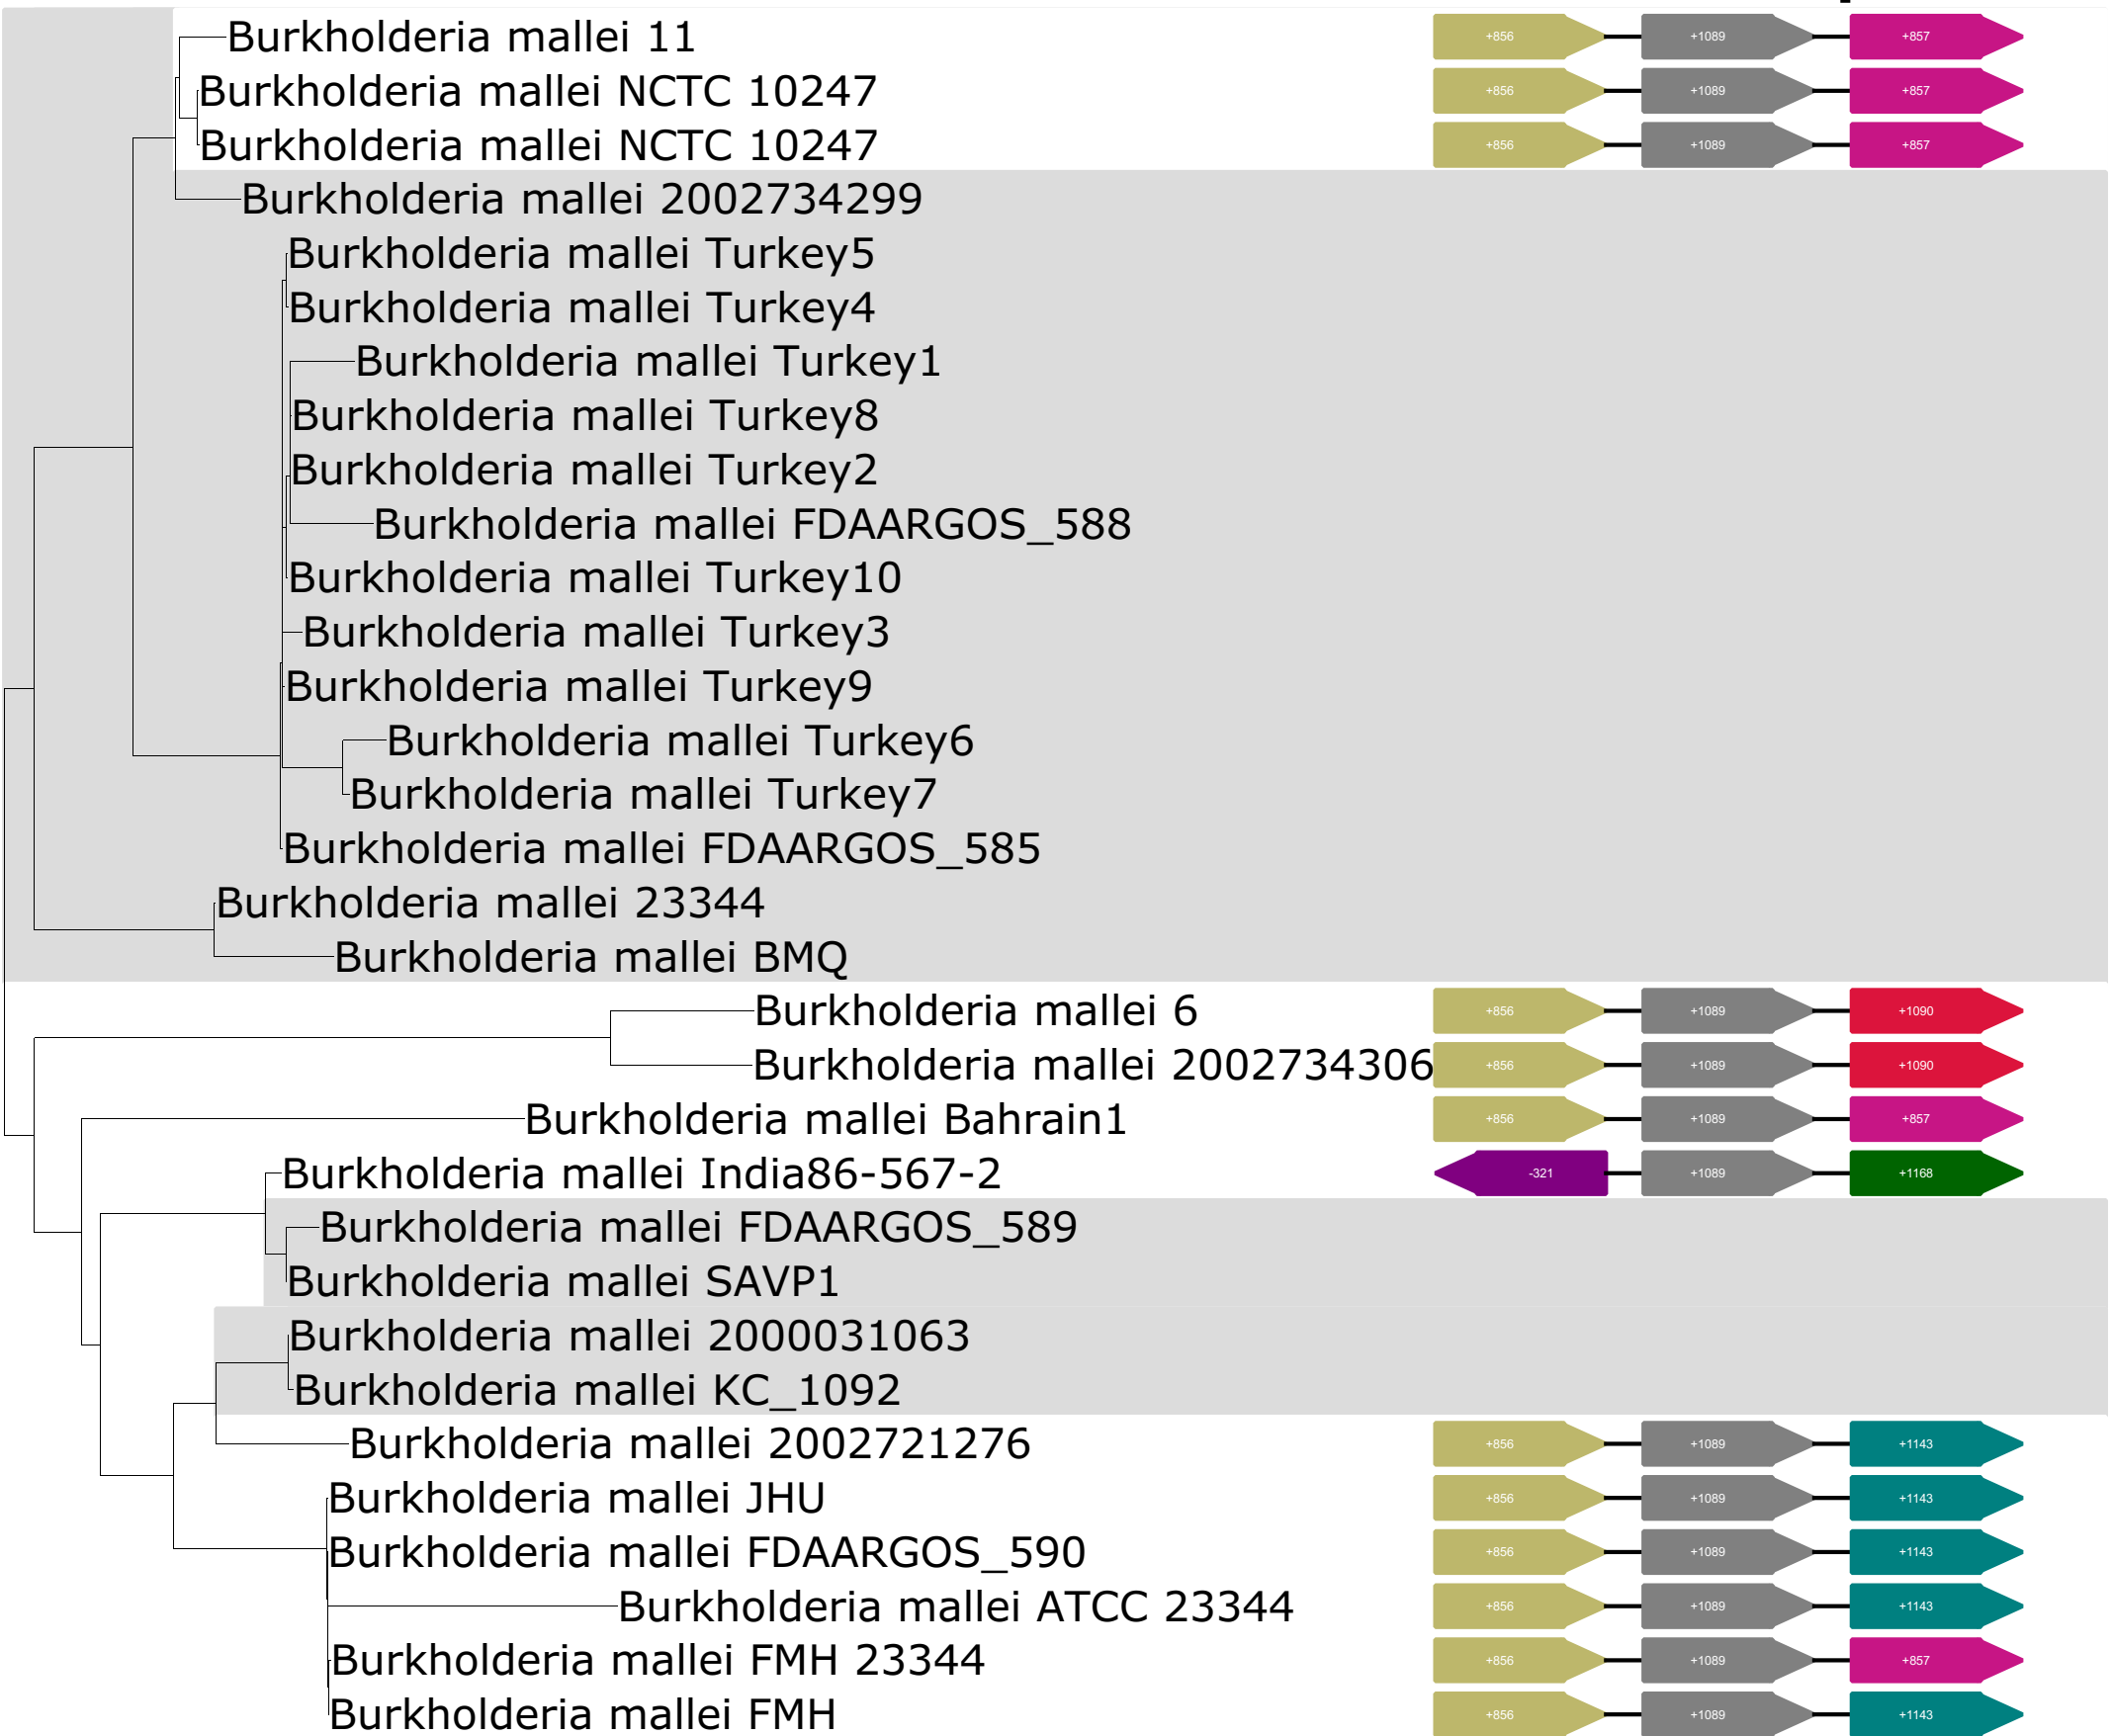 Burkholderia mallei 11 +856 +1089 +857
Burkholderia mallei NCTC 10247 +856 +1089 +857
Burkholderia mallei NCTC 10247 +856 +1089 +857
Burkholderia mallei 2002734299
Burkholderia mallei Turkey5
Burkholderia mallei Turkey4
Burkholderia mallei Turkey1
Burkholderia mallei Turkey8
Burkholderia mallei Turkey2
Burkholderia mallei FDAARGOS_588
Burkholderia mallei Turkey10
Burkholderia mallei Turkey3
Burkholderia mallei Turkey9
Burkholderia mallei Turkey6
Burkholderia mallei Turkey7
Burkholderia mallei FDAARGOS_585
Burkholderia mallei 23344
Burkholderia mallei BMQ
Burkholderia mallei 6 +856 +1089 +1090
Burkholderia mallei 2002734306 +856 +1089 +1090
Burkholderia mallei Bahrain1 +856 +1089 +857
Burkholderia mallei India86-567-2 -321 +1089 +1168
Burkholderia mallei FDAARGOS_589
Burkholderia mallei SAVP1
Burkholderia mallei 2000031063
Burkholderia mallei KC_1092
Burkholderia mallei 2002721276 +856 +1089 +1143
Burkholderia mallei JHU +856 +1089 +1143
Burkholderia mallei FDAARGOS_590 +856 +1089 +1143
Burkholderia mallei ATCC 23344 +856 +1089 +1143
Burkholderia mallei FMH 23344 +856 +1089 +857
Burkholderia mallei FMH +856 +1089 +1143